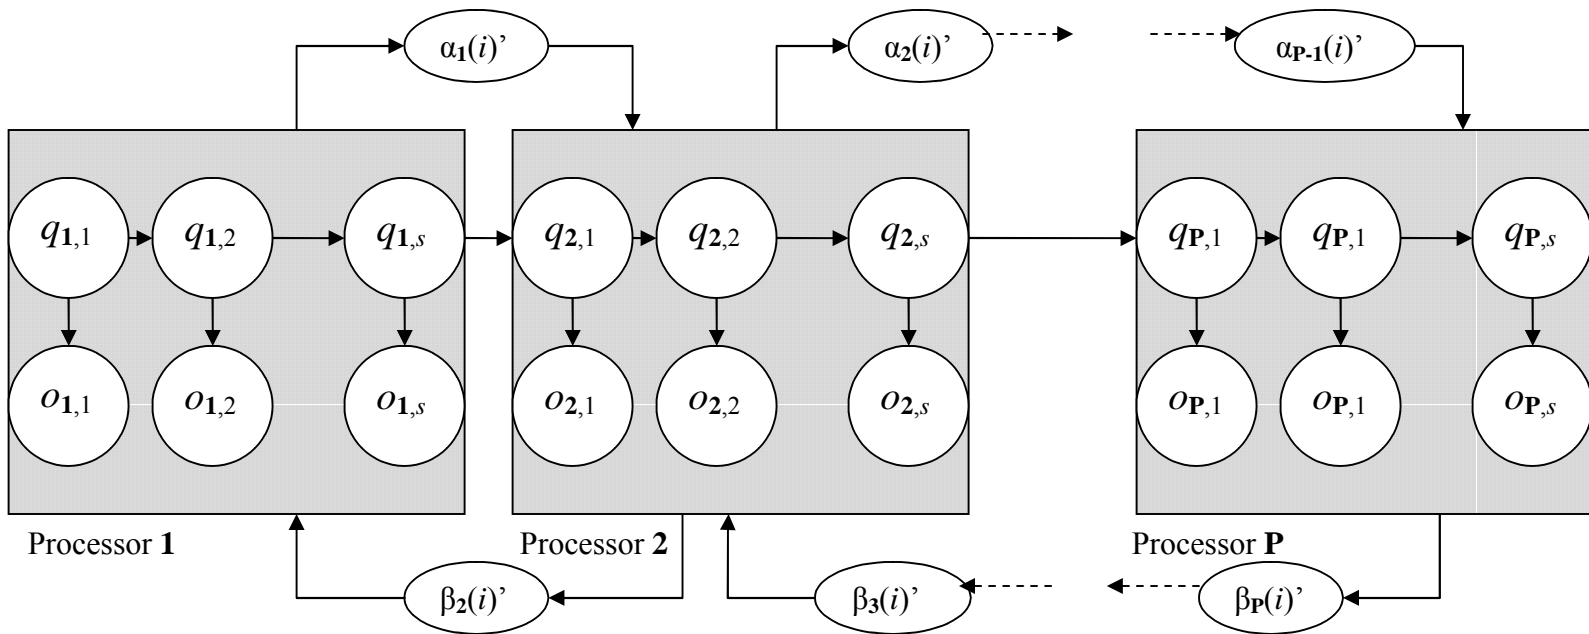 α1(i)’ α2(i)’ αP-1(i)’
q1,1 q1,2 q1,s q2,1 q2,2 q2,s qP,1 qP,1 qP,s
o1,1 o1,2 o1,s o2,1 o2,2 o2,s oP,1 oP,1 oP,s
Processor 1 Processor 2 Processor P
β2(i)’ β3(i)’ βP(i)’